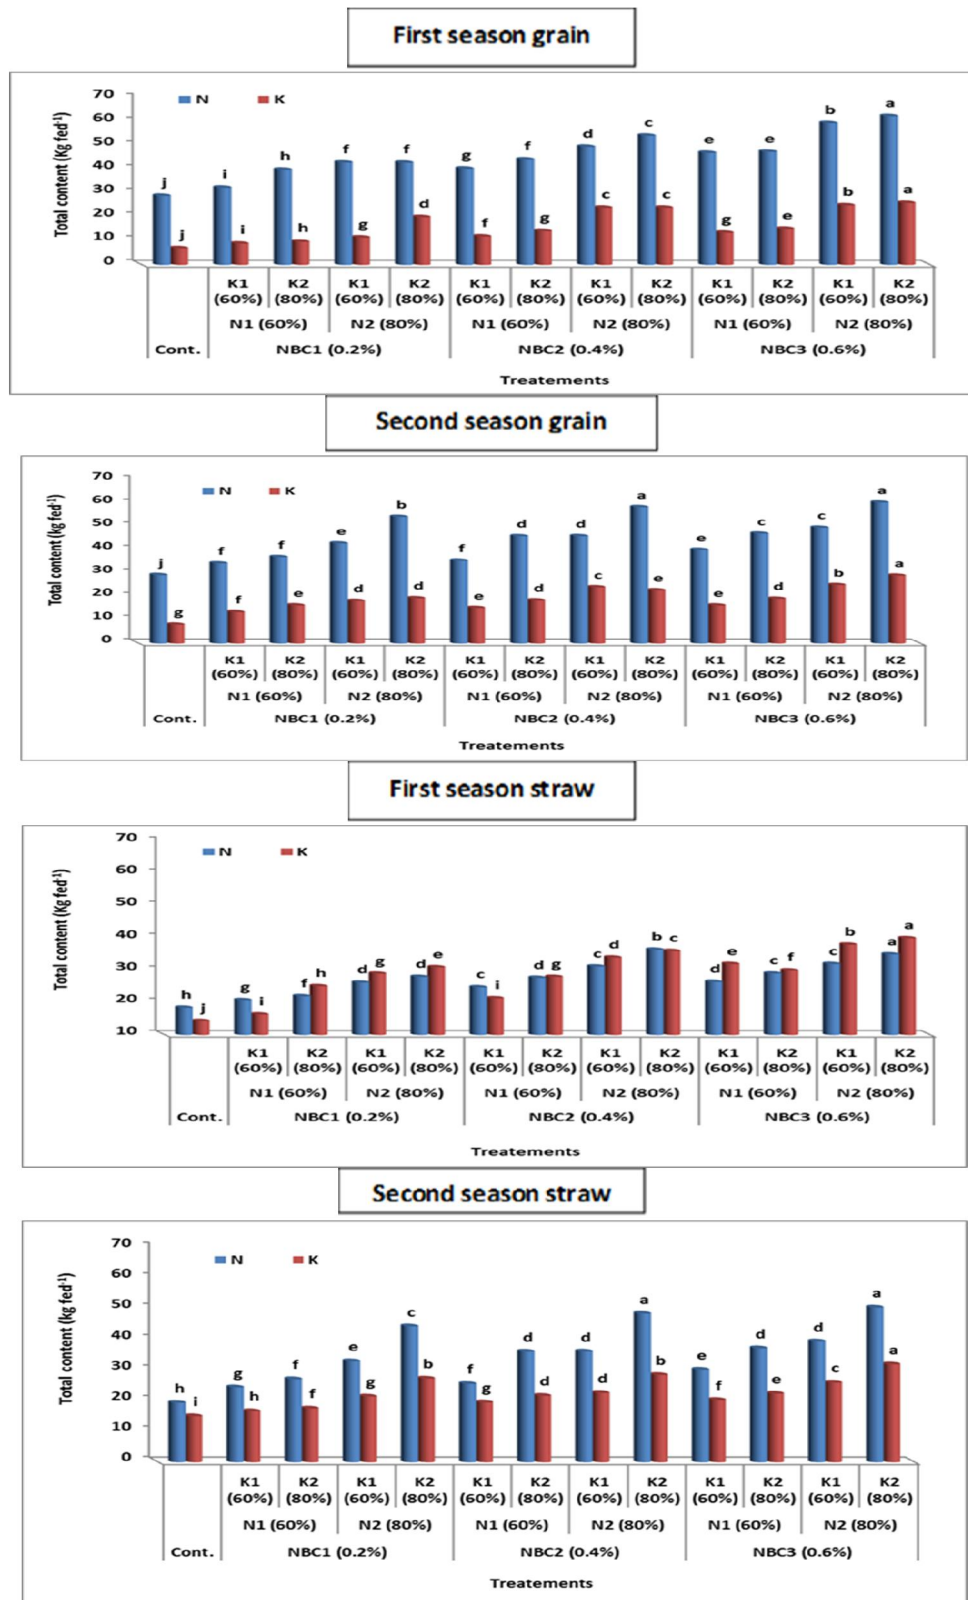 First season grain
Total content (Kg fed⁻¹)
N K
70
60
50
40
30
20
10
0
j j i i h h f g f d g f f g d c c c e g e e b b a a
K1 K2 K1 K2 K1 K2 K1 K2 K1 K2 K1 K2
(60%) (80%) (60%) (80%) (60%) (80%) (60%) (80%) (60%) (80%) (60%) (80%)
N1 (60%) N2 (80%) N1 (60%) N2 (80%) N1 (60%) N2 (80%)
Cont. NBC1 (0.2%) NBC2 (0.4%) NBC3 (0.6%)
Treatements
Second season grain
Total content (kg fed⁻¹)
N K
70
60
50
40
30
20
10
0
j g f f f e e d b d f e d d d c a e e e c d c b a a
K1 K2 K1 K2 K1 K2 K1 K2 K1 K2 K1 K2
(60%) (80%) (60%) (80%) (60%) (80%) (60%) (80%) (60%) (80%) (60%) (80%)
N1 (60%) N2 (80%) N1 (60%) N2 (80%) N1 (60%) N2 (80%)
Cont. NBC1 (0.2%) NBC2 (0.4%) NBC3 (0.6%)
Treatements
First season straw
Total content (Kg fed⁻¹)
N K
70
60
50
40
30
20
10
h j g i f h d g d e c i d g c d b c d e c f c b a a
K1 K2 K1 K2 K1 K2 K1 K2 K1 K2 K1 K2
(60%) (80%) (60%) (80%) (60%) (80%) (60%) (80%) (60%) (80%) (60%) (80%)
N1 (60%) N2 (80%) N1 (60%) N2 (80%) N1 (60%) N2 (80%)
Cont. NBC1 (0.2%) NBC2 (0.4%) NBC3 (0.6%)
Treatements
Second season straw
Total content (kg fed⁻¹)
N K
70
60
50
40
30
20
10
0
h i g h f f e g c b f g d d d d a b e f d e d c a a
K1 K2 K1 K2 K1 K2 K1 K2 K1 K2 K1 K2
(60%) (80%) (60%) (80%) (60%) (80%) (60%) (80%) (60%) (80%) (60%) (80%)
N1 (60%) N2 (80%) N1 (60%) N2 (80%) N1 (60%) N2 (80%)
Cont. NBC1 (0.2%) NBC2 (0.4%) NBC3 (0.6%)
Treatements